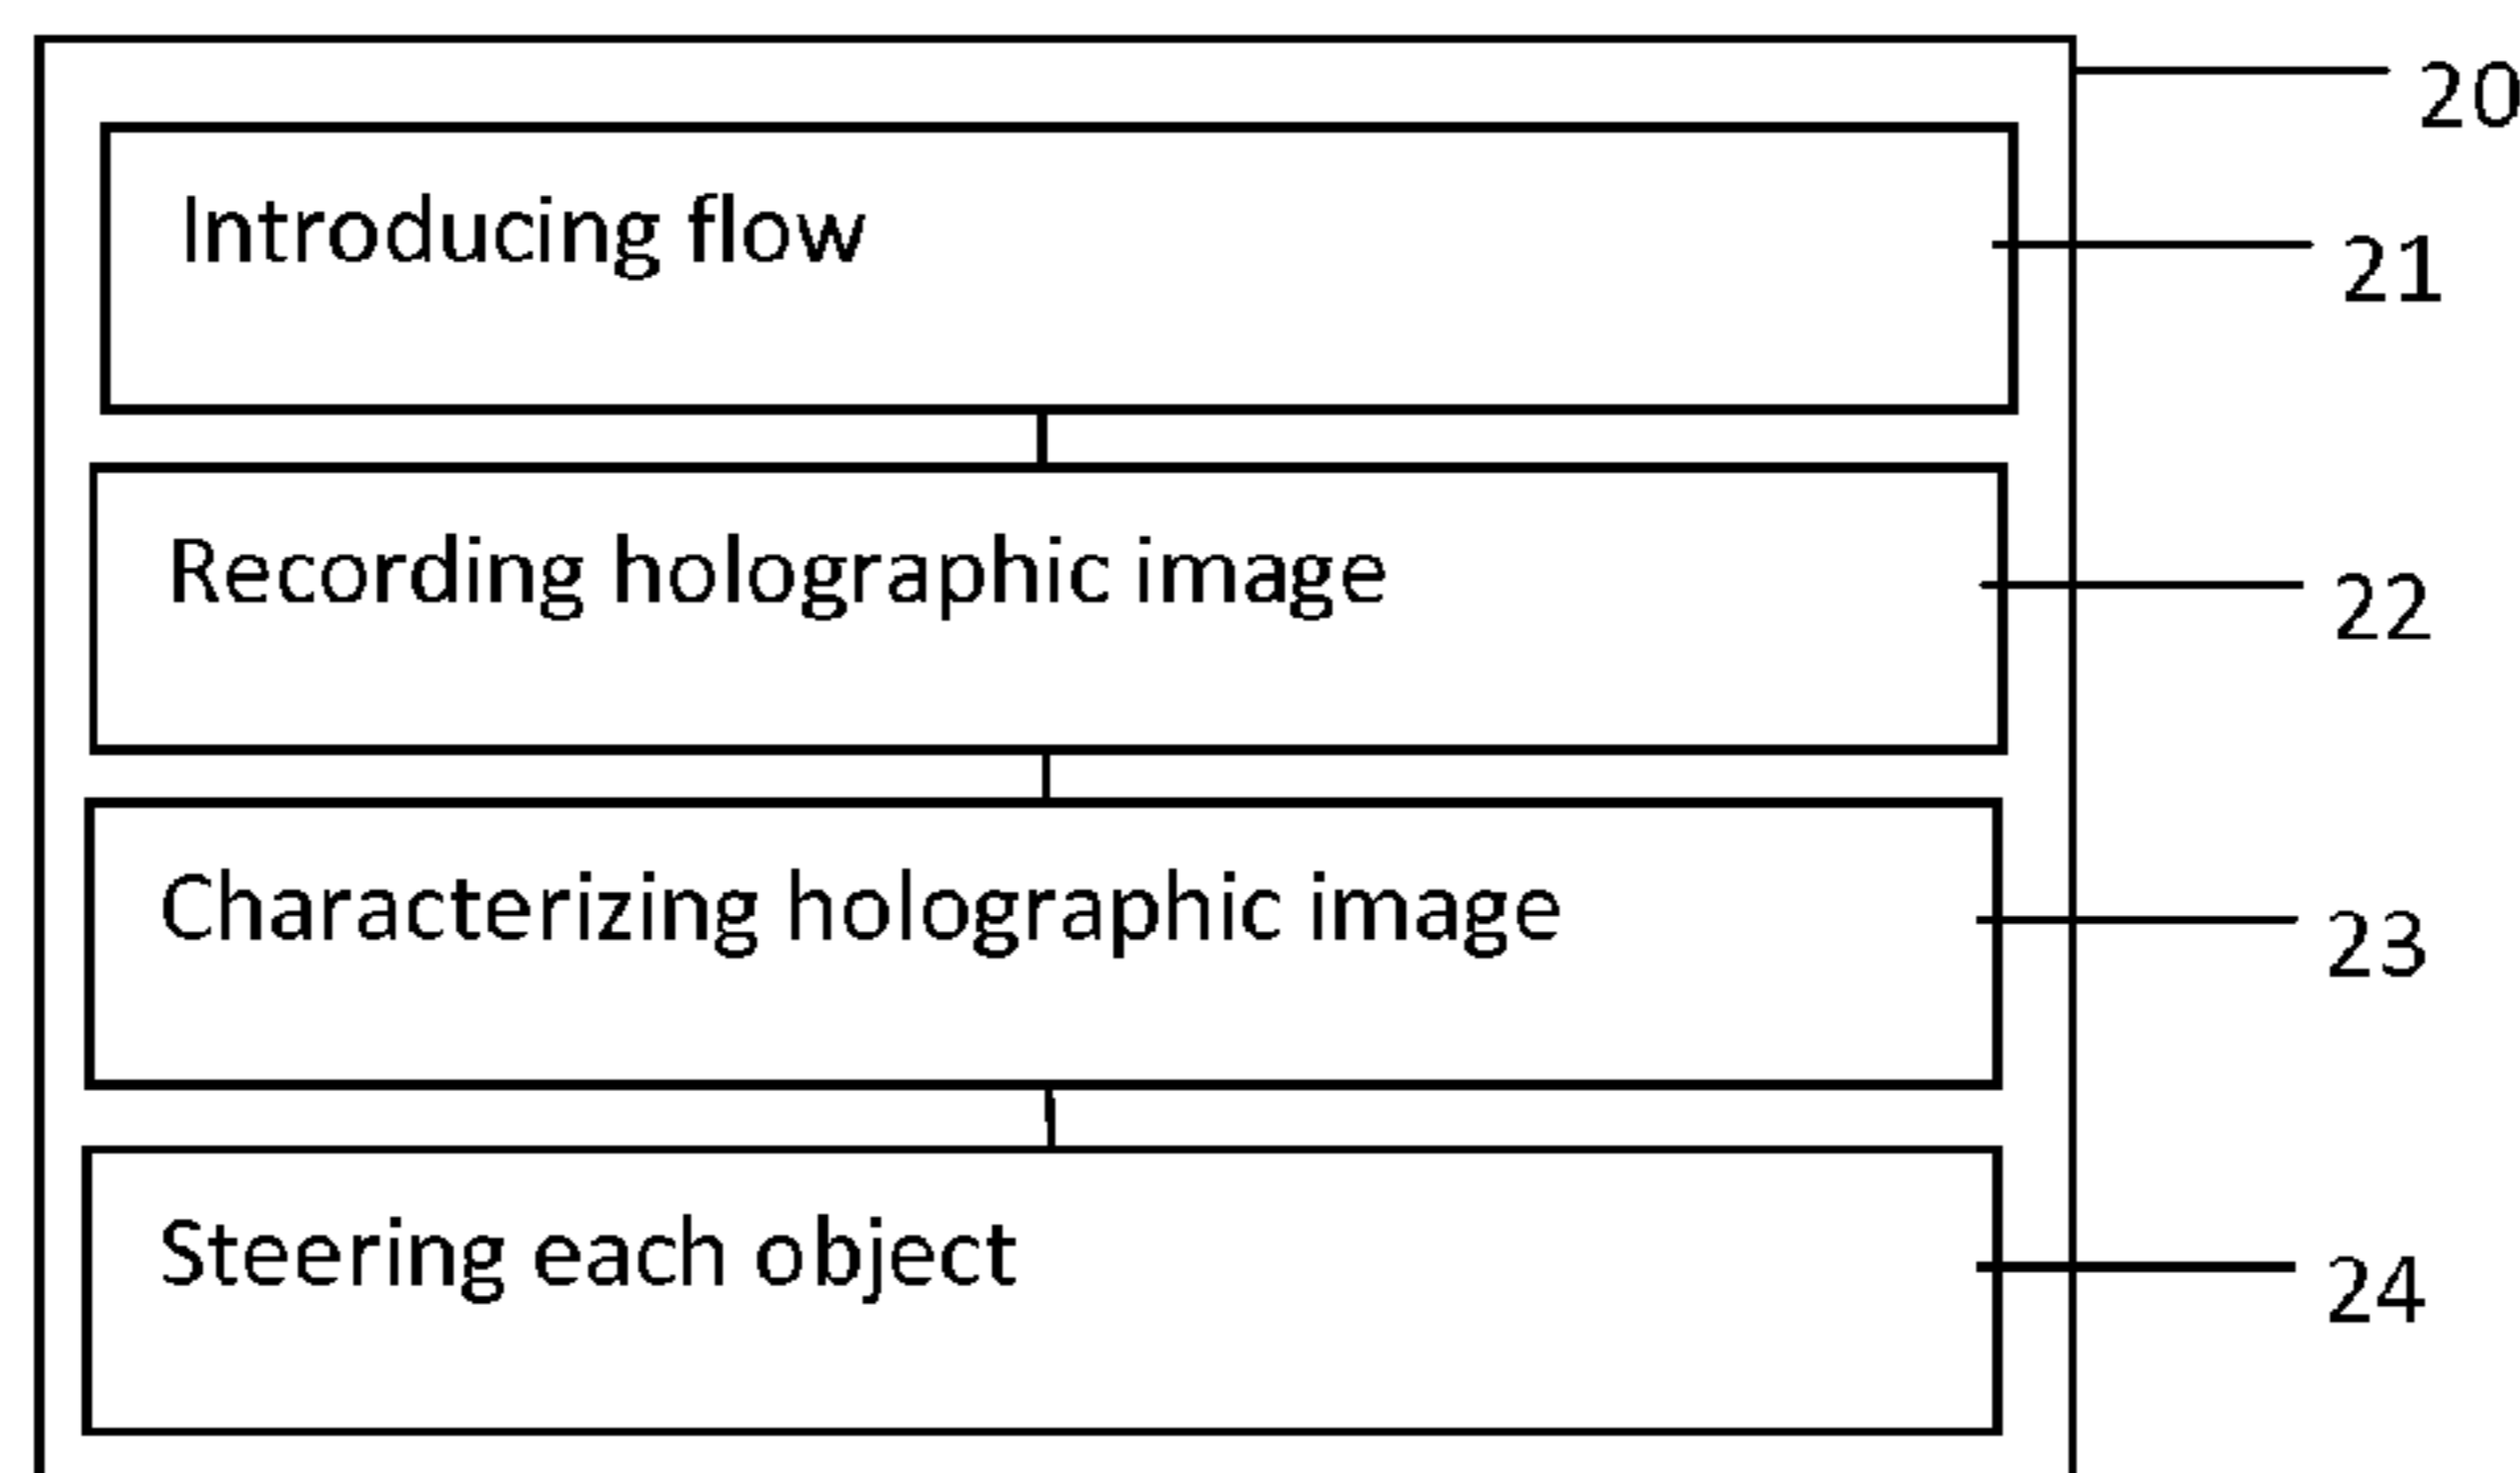 20
Introducing flow
21
Recording holographic image
22
Characterizing holographic image
23
Steering each object
24